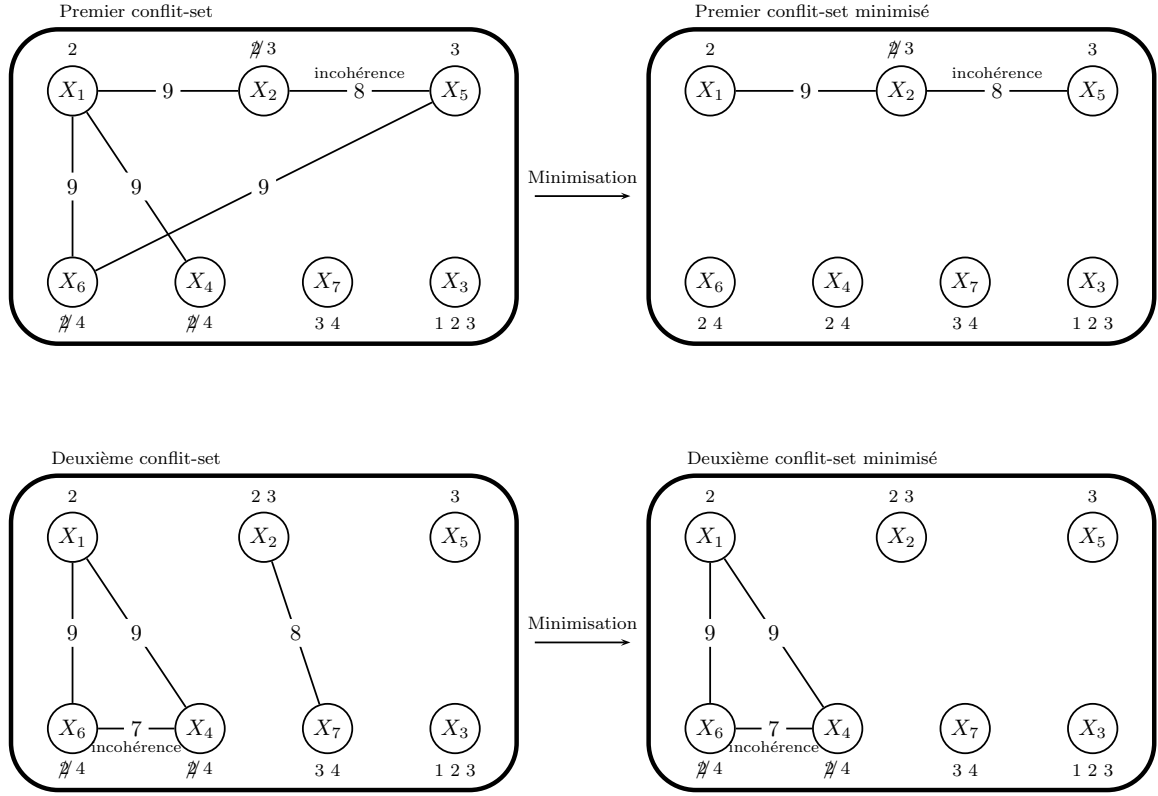 Premier conflit-set
2
2 3
3
X1
9
X2
incohérence
8
X5
9
9
9
X6
X4
X7
X3
2 4
2 4
3 4
1 2 3
Minimisation
Premier conflit-set minimisé
2
2 3
3
X1
9
X2
incohérence
8
X5
X6
X4
X7
X3
2 4
2 4
3 4
1 2 3
Deuxième conflit-set
2
2 3
3
X1
X2
X5
9
9
8
X6
7
X4
X7
X3
incohérence
2 4
2 4
3 4
1 2 3
Minimisation
Deuxième conflit-set minimisé
2
2 3
3
X1
X2
X5
9
9
X6
7
X4
X7
X3
incohérence
2 4
2 4
3 4
1 2 3